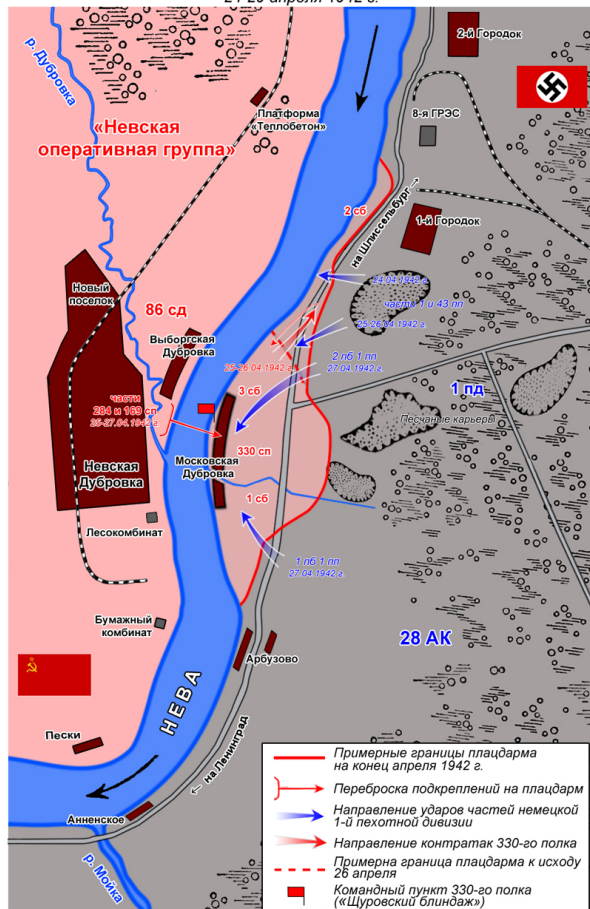 24-29 апреля 1942 г.
2-й Городок
р. Дубровка
Платформа
«Теплобетон»
8-я ГРЭС
«Невская
оперативная группа»
на Шлиссельбург →
2 сб
1-й Городок
24.04.1942 г.
Новый
поселок
86 сд
части 1 и 43 пп
25-26.04.1942 г.
Выборгская
Дубровка
25-26.04.1942 г.
2 пб 1 пп
27.04.1942 г.
1 пд
3 сб
части
284 и 169 сп
25-27.04.1942 г.
Песчаные карьеры
330 сп
Невская
Дубровка
Московская
Дубровка
1 сб
Лесокомбинат
1 пб 1 пп
27.04.1942 г.
Бумажный
комбинат
28 АК
Арбузово
НЕВА
Пески
← на Ленинград
Анненское
р. Мойка
Примерные границы плацдарма
на конец апреля 1942 г.
Переброска подкреплений на плацдарм
Направление ударов частей немецкой
1-й пехотной дивизии
Направление контратак 330-го полка
Примерна граница плацдарма к исходу
26 апреля
Командный пункт 330-го полка
(«Щуровский блиндаж»)